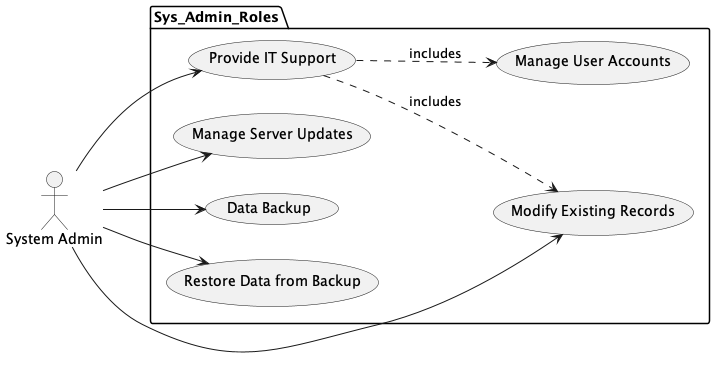 Sys_Admin_Roles
Provide IT Support
includes
Manage User Accounts
includes
Manage Server Updates
Data Backup
Modify Existing Records
System Admin
Restore Data from Backup